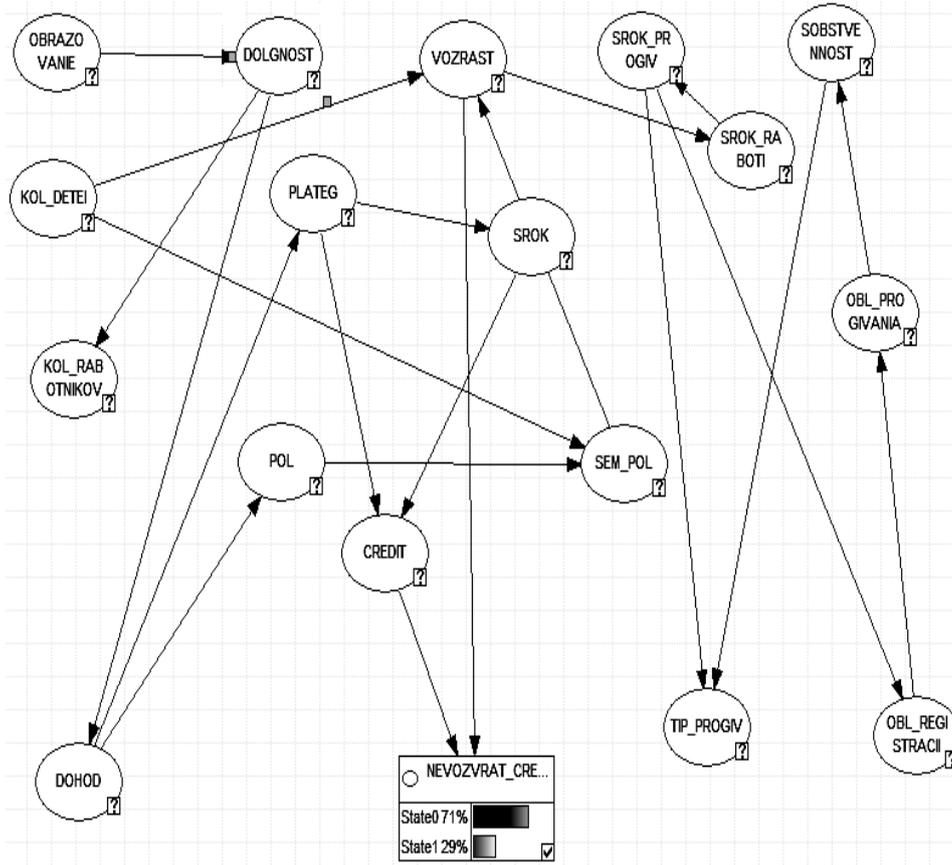 OBRAZO
VANIE
?
DOLGNOST
?
VOZRAST
?
SROK_PR
OGIV
?
SOBSTVE
NNOST
?
SROK_RA
BOTI
?
KOL_DETEI
?
PLATEG
?
SROK
?
OBL_PRO
GIVANIA
?
KOL_RAB
OTNIKOV
?
POL
?
SEM_POL
?
CREDIT
?
TIP_PROGIV
?
OBL_REGI
STRACII
?
DOHOD
?
NEVOZVRAT_CRE...
State0 71%
State1 29%